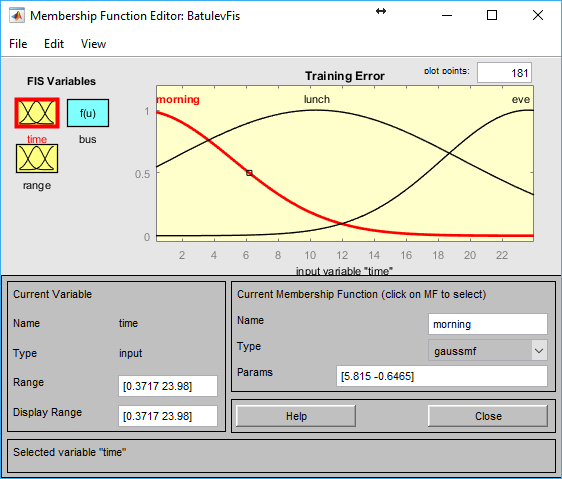 Membership Function Editor: BatulevFis
File Edit View
FIS Variables
time
f(u)
bus
range
Training Error
plot points: 181
morning lunch eve
1
0.5
0
2 4 6 8 10 12 14 16 18 20 22
input variable "time"
Current Variable
Name time
Type input
Range [0.3717 23.98]
Display Range [0.3717 23.98]
Current Membership Function (click on MF to select)
Name morning
Type gaussmf
Params [5.815 -0.6465]
Help Close
Selected variable "time"